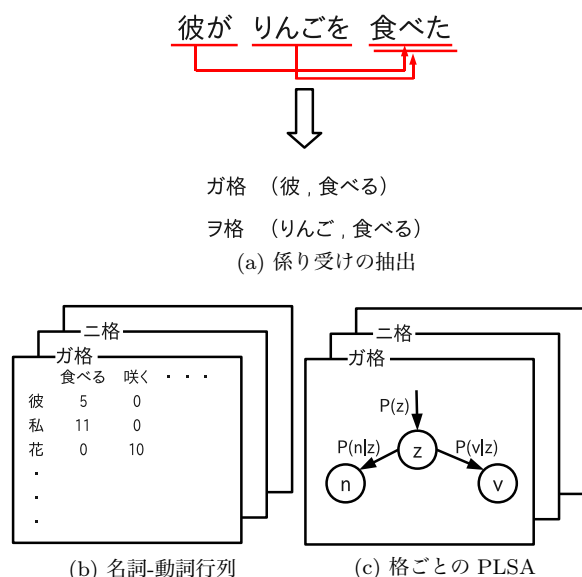 彼が りんごを 食べた
ガ格 (彼 , 食べる)
ヲ格 (りんご , 食べる)
(a) 係り受けの抽出
ニ格
ガ格
食べる 咲く ・ ・ ・
彼 5 0
私 11 0
花 0 10
・
・
・
(b) 名詞-動詞行列
ニ格
ガ格
P(z)
P(n|z) z P(v|z)
n v
(c) 格ごとの PLSA